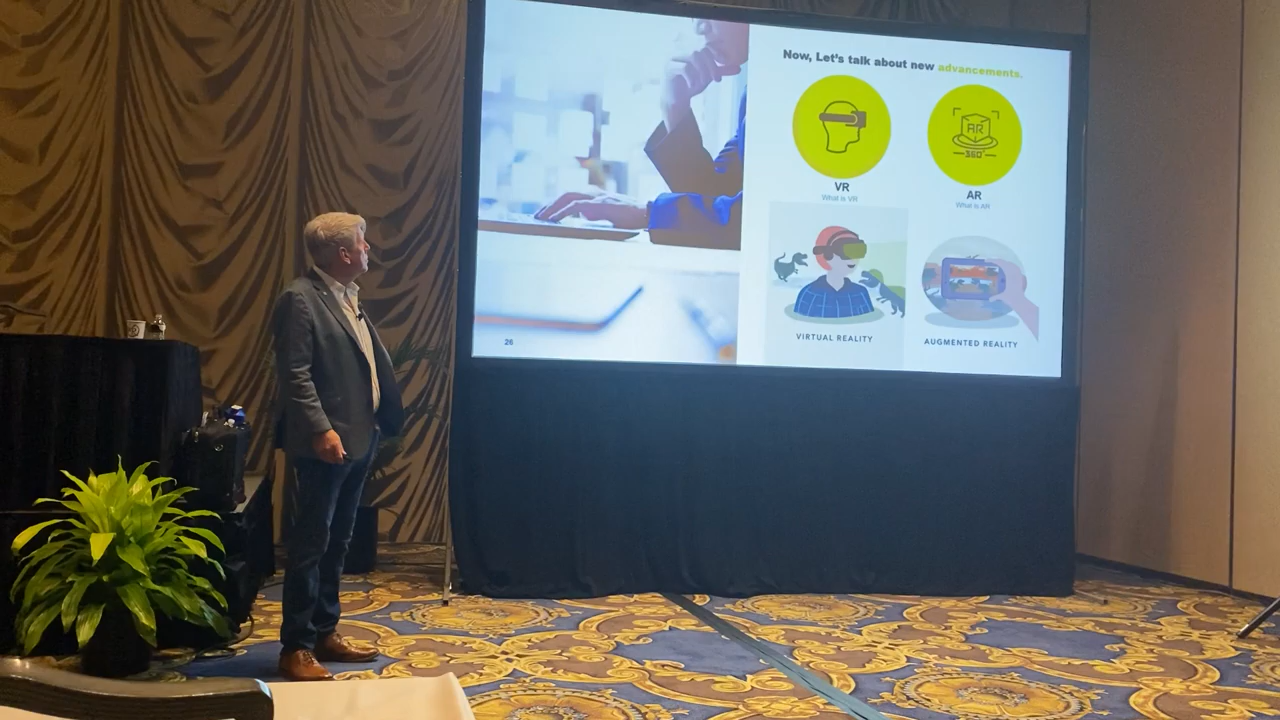 Now, Let's talk about new advancements.
VR
What is VR
AR
360°
AR
What is AR
VIRTUAL REALITY
AUGMENTED REALITY
26